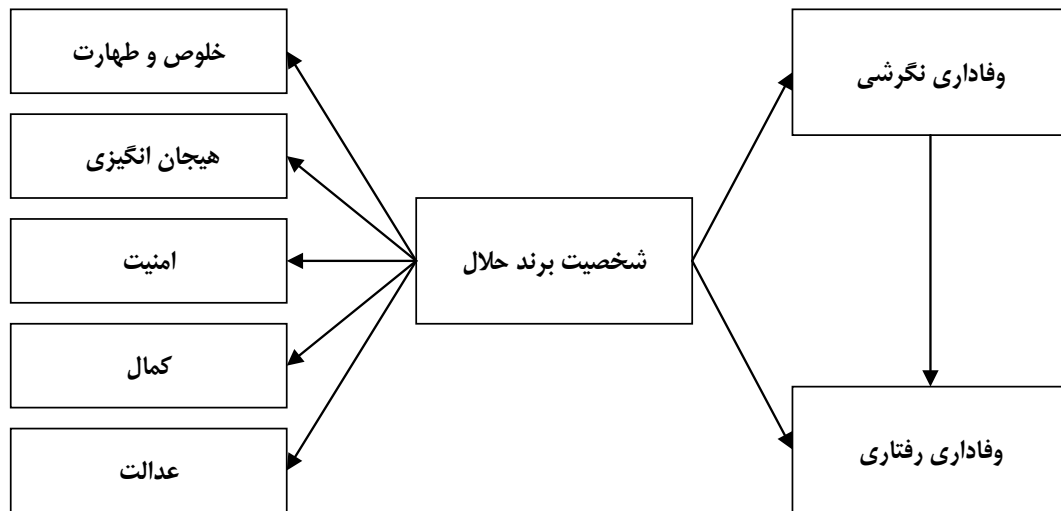 خلوص و طهارت
هیجان انگیزی
امنیت
کمال
عدالت
شخصیت برند حلال
وفاداری نگرشی
وفاداری رفتاری